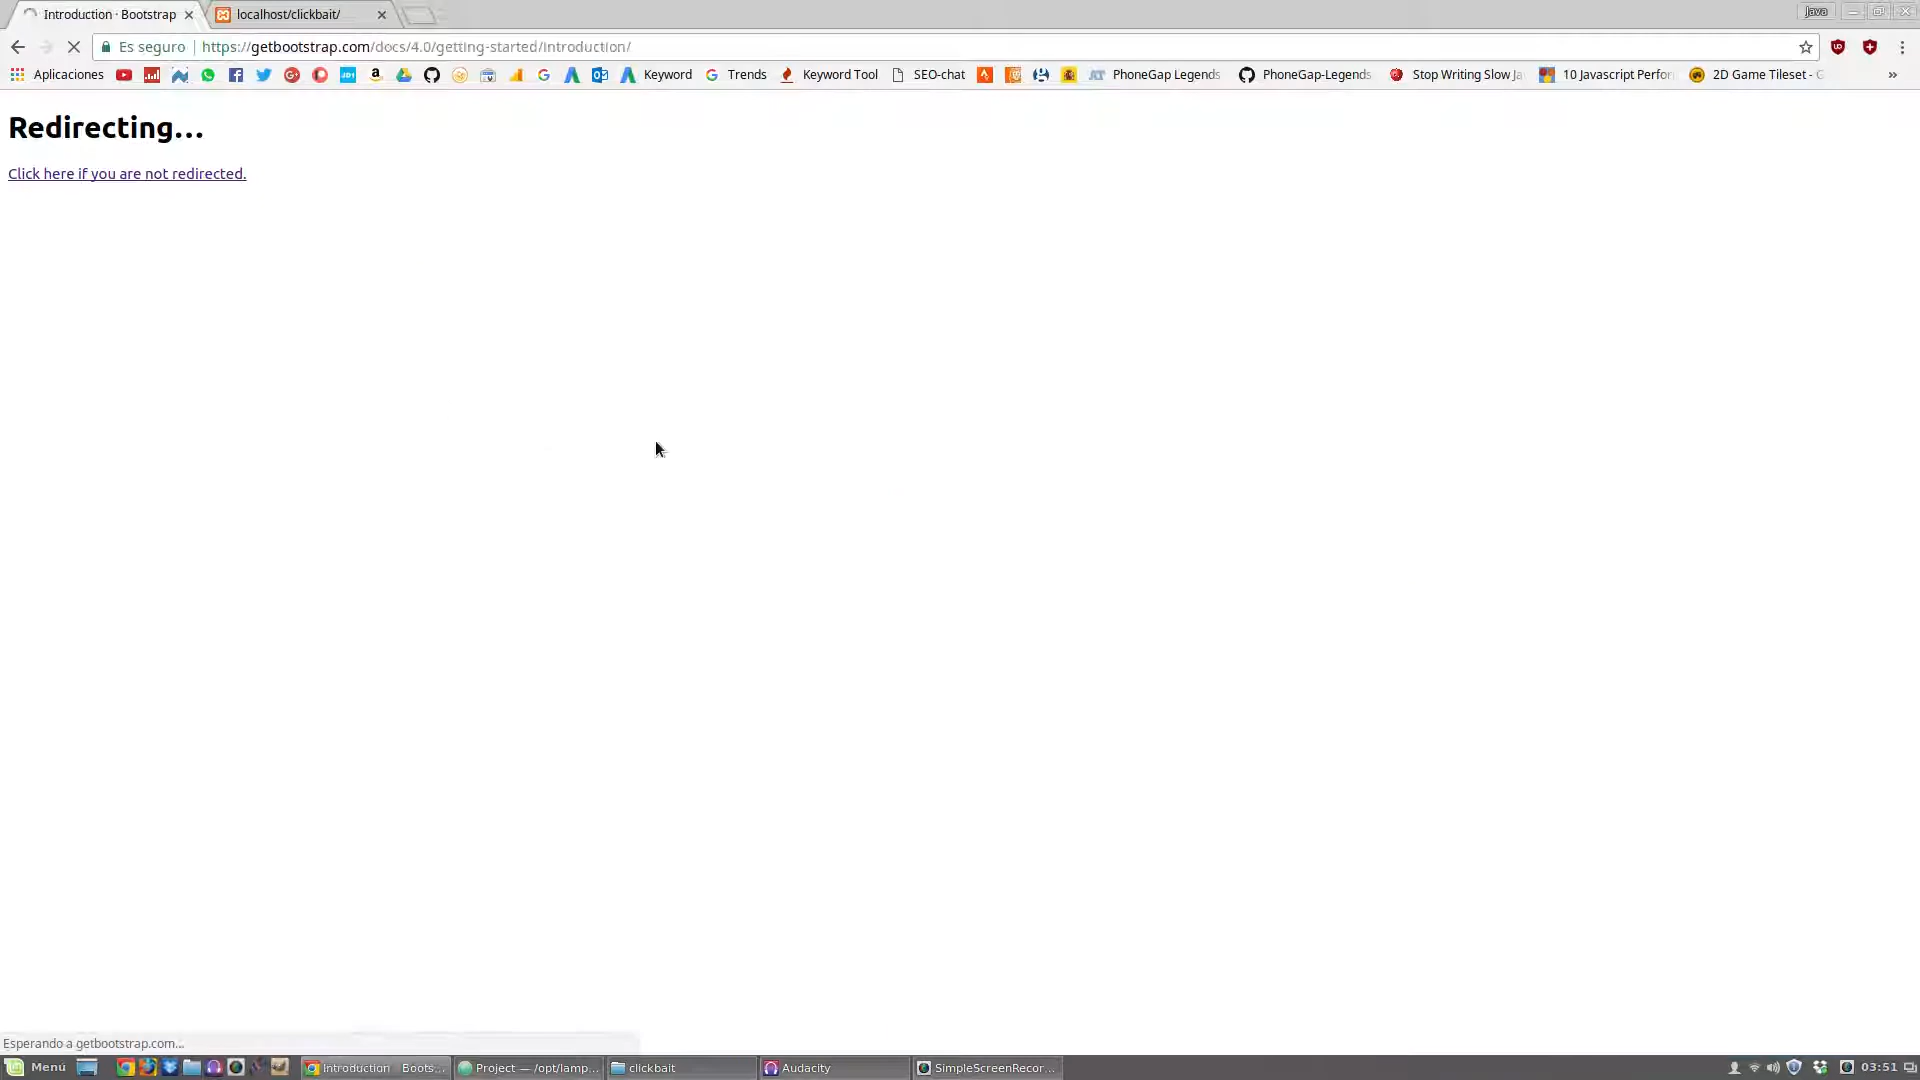 Introduction · Bootstrap
localhost/clickbait/
Java
Es seguro
https://getbootstrap.com/docs/4.0/getting-started/introduction/
Aplicaciones
Keyword
Trends
Keyword Tool
SEO-chat
PhoneGap Legends
PhoneGap-Legends
Stop Writing Slow Ja
10 Javascript Perfor
2D Game Tileset - G
»
Redirecting…
Click here if you are not redirected.
Esperando a getbootstrap.com...
Menú
Introduction · Boots...
Project — /opt/lamp...
clickbait
Audacity
SimpleScreenRecor...
03:51